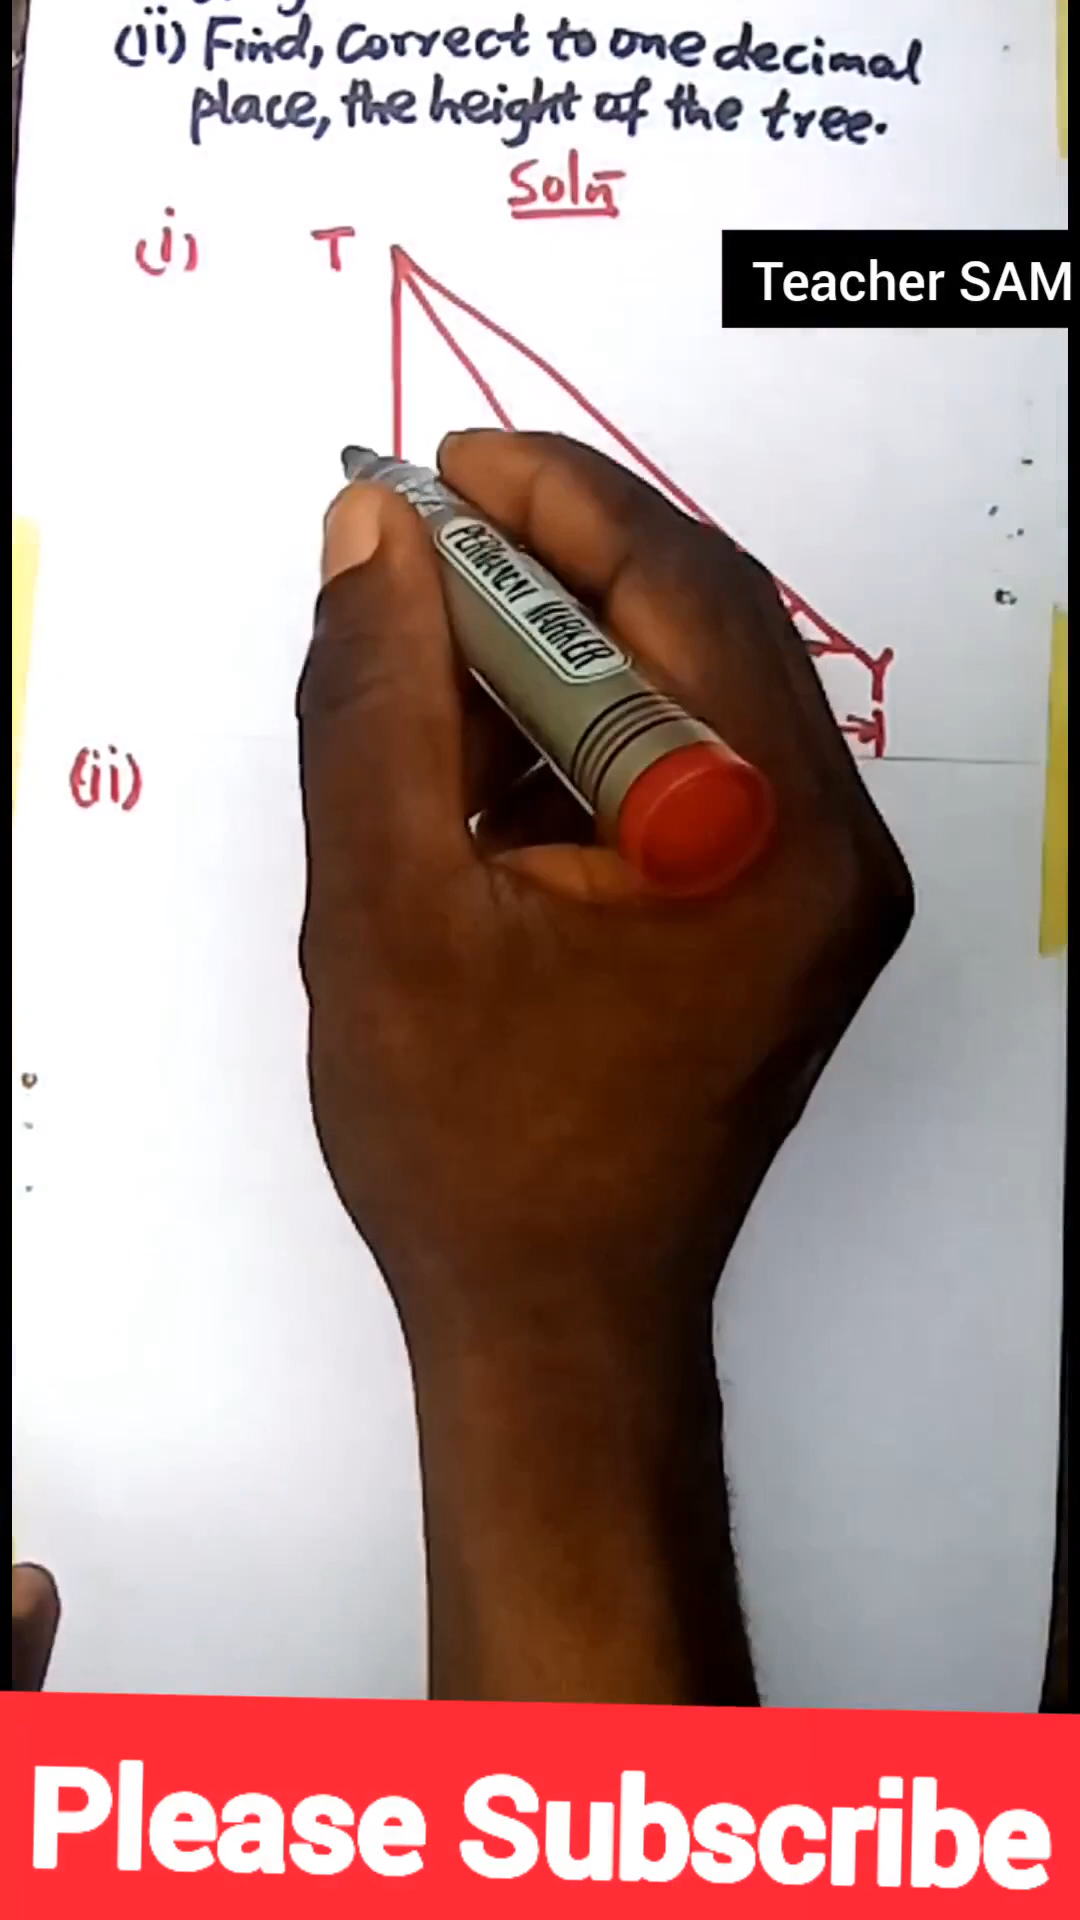 (ii) Find, correct to one decimal
place, the height of the tree.
Soln
(i) T
Teacher SAM
PERMANENT MARKER
Y
(ii)
Please Subscribe